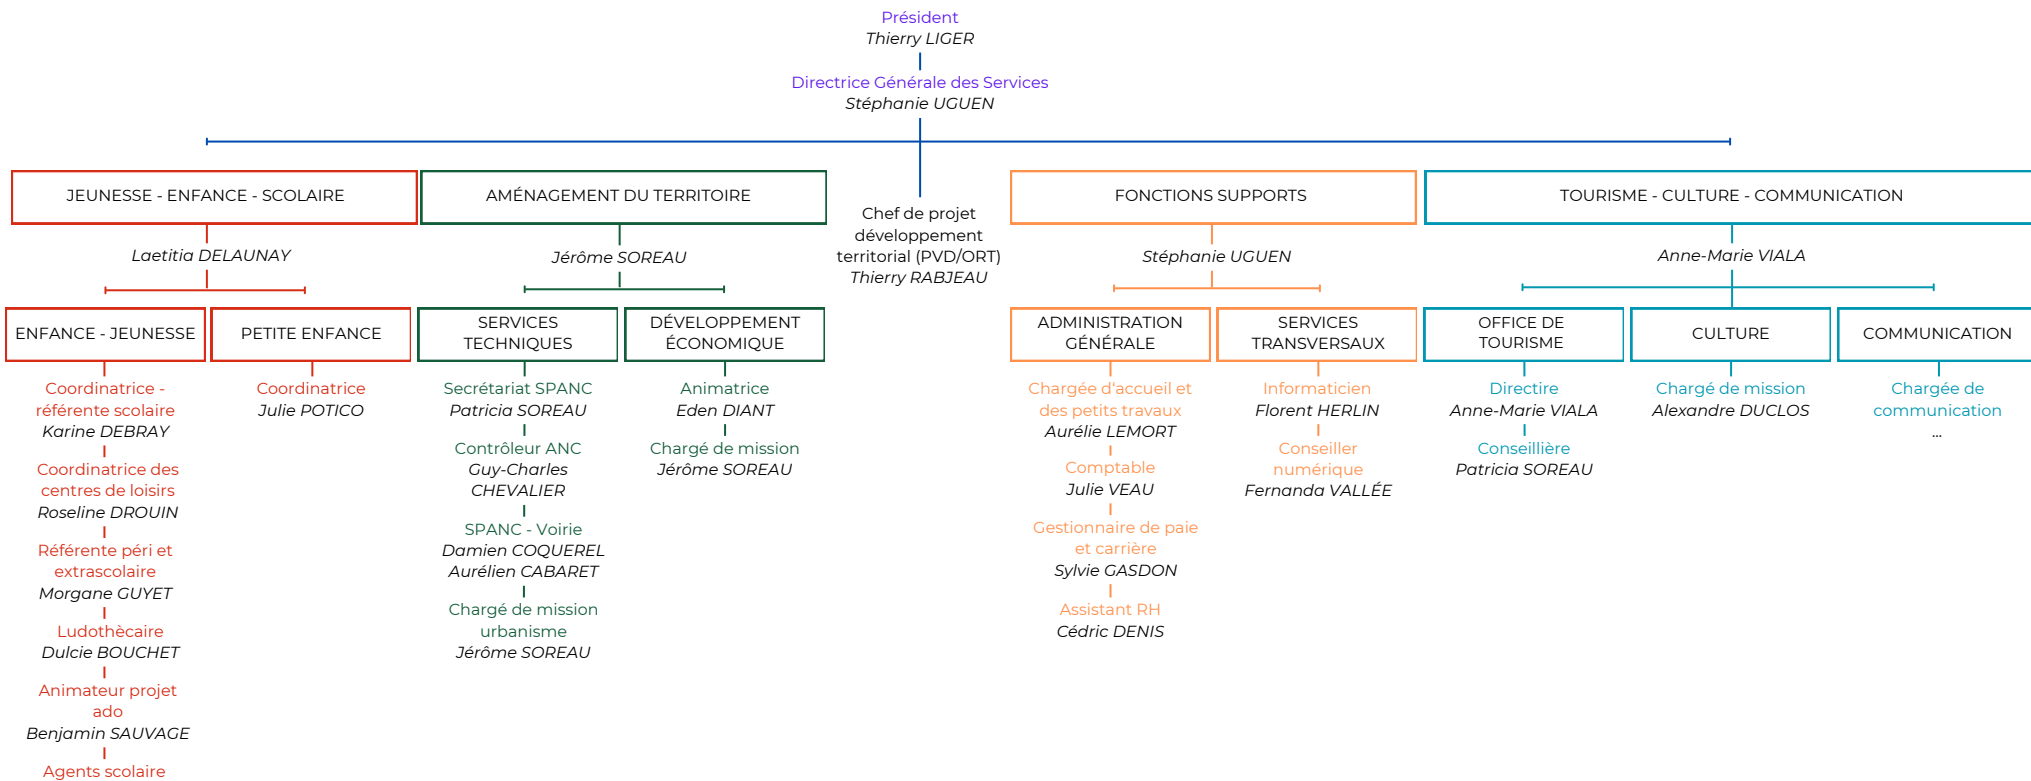 Président
Thierry LIGER
Directrice Générale des Services
Stéphanie UGUEN
JEUNESSE - ENFANCE - SCOLAIRE
Laetitia DELAUNAY
ENFANCE - JEUNESSE
Coordinatrice -
référente scolaire
Karine DEBRAY
Coordinatrice des
centres de loisirs
Roseline DROUIN
Référente péri et
extrascolaire
Morgane GUYET
Ludothècaire
Dulcie BOUCHET
Animateur projet
ado
Benjamin SAUVAGE
Agents scolaire
PETITE ENFANCE
Coordinatrice
Julie POTICO
AMÉNAGEMENT DU TERRITOIRE
Jérôme SOREAU
SERVICES
TECHNIQUES
Secrétariat SPANC
Patricia SOREAU
Contrôleur ANC
Guy-Charles
CHEVALIER
SPANC - Voirie
Damien COQUEREL
Aurélien CABARET
Chargé de mission
urbanisme
Jérôme SOREAU
DÉVELOPPEMENT
ÉCONOMIQUE
Animatrice
Eden DIANT
Chargé de mission
Jérôme SOREAU
Chef de projet
développement
territorial (PVD/ORT)
Thierry RABJEAU
FONCTIONS SUPPORTS
Stéphanie UGUEN
ADMINISTRATION
GÉNÉRALE
Chargée d'accueil et
des petits travaux
Aurélie LEMORT
Comptable
Julie VEAU
Gestionnaire de paie
et carrière
Sylvie GASDON
Assistant RH
Cédric DENIS
SERVICES
TRANSVERSAUX
Informaticien
Florent HERLIN
Conseiller
numérique
Fernanda VALLÉE
TOURISME - CULTURE - COMMUNICATION
Anne-Marie VIALA
OFFICE DE
TOURISME
Directire
Anne-Marie VIALA
Conseillière
Patricia SOREAU
CULTURE
Chargé de mission
Alexandre DUCLOS
COMMUNICATION
Chargée de
communication
...